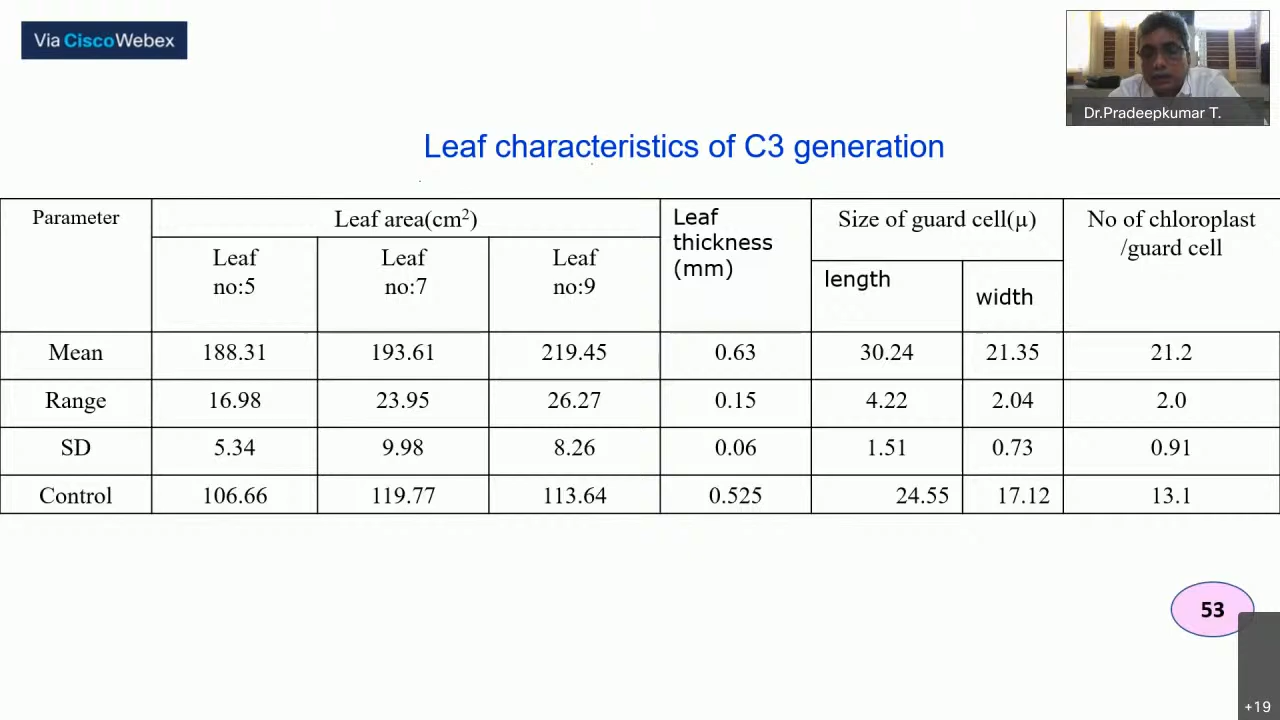 Via CiscoWebex
Dr.Pradeepkumar T.
Leaf characteristics of C3 generation
Parameter
Leaf area(cm²)
Leaf
thickness
(mm)
Size of guard cell(µ)
No of chloroplast
/guard cell
Leaf
no:5
Leaf
no:7
Leaf
no:9
length
width
Mean 188.31 193.61 219.45 0.63 30.24 21.35 21.2
Range 16.98 23.95 26.27 0.15 4.22 2.04 2.0
SD 5.34 9.98 8.26 0.06 1.51 0.73 0.91
Control 106.66 119.77 113.64 0.525 24.55 17.12 13.1
53
+19